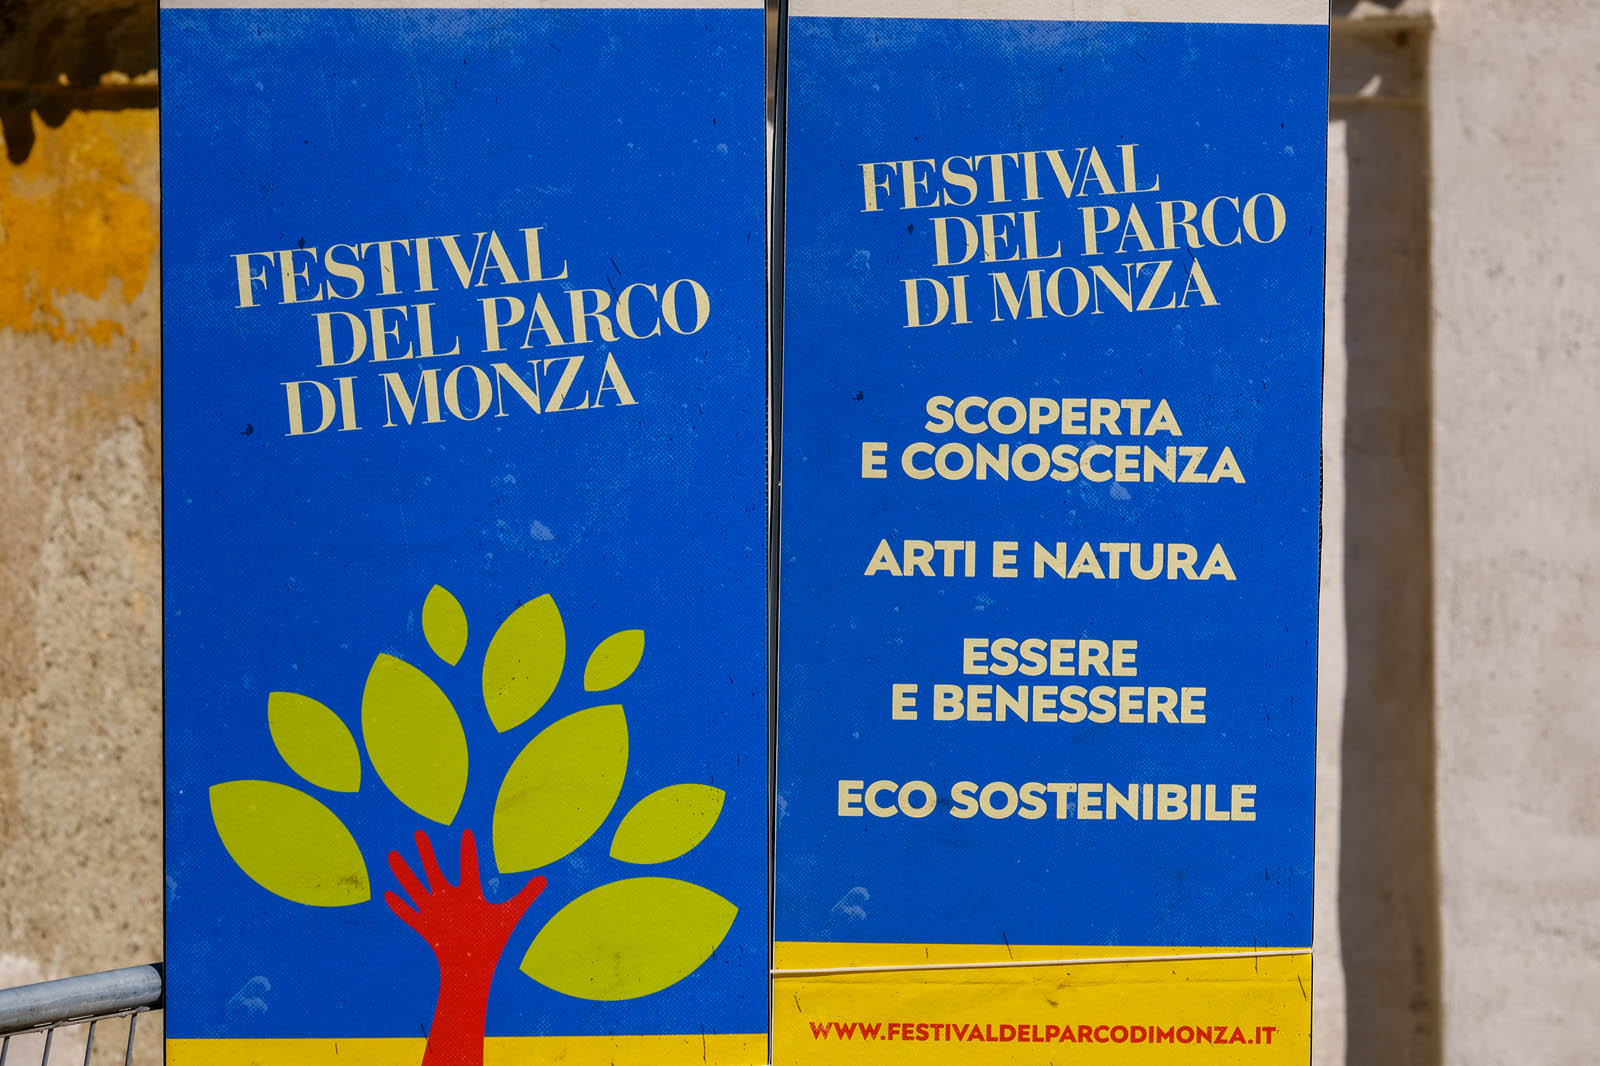 FESTIVAL
DEL PARCO
DI MONZA
FESTIVAL
DEL PARCO
DI MONZA
SCOPERTA
E CONOSCENZA
ARTI E NATURA
ESSERE
E BENESSERE
ECO SOSTENIBILE
WWW.FESTIVALDELPARCODIMONZA.IT